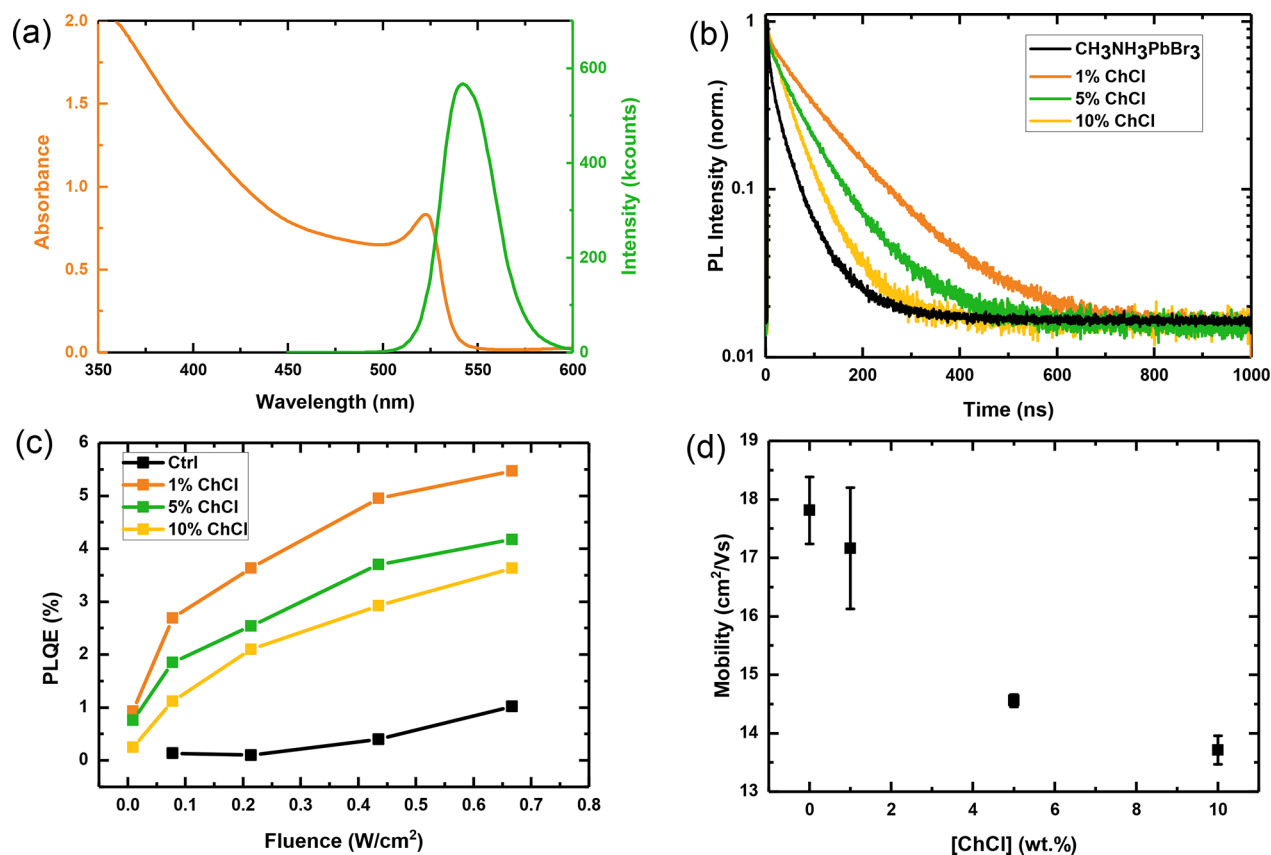 (a)
2.0
1.5
1.0
0.5
0.0
Absorbance
350
400
450
500
550
600
Wavelength (nm)
600
400
200
0
Intensity (kcounts)
(b)
1
0.1
0.01
PL Intensity (norm.)
CH3NH3PbBr3
1% ChCl
5% ChCl
10% ChCl
0
200
400
600
800
1000
Time (ns)
(c)
6
5
4
3
2
1
0
PLQE (%)
Ctrl
1% ChCl
5% ChCl
10% ChCl
0.0
0.1
0.2
0.3
0.4
0.5
0.6
0.7
0.8
Fluence (W/cm²)
(d)
19
18
17
16
15
14
13
Mobility (cm²/Vs)
0
2
4
6
8
10
[ChCl] (wt.%)